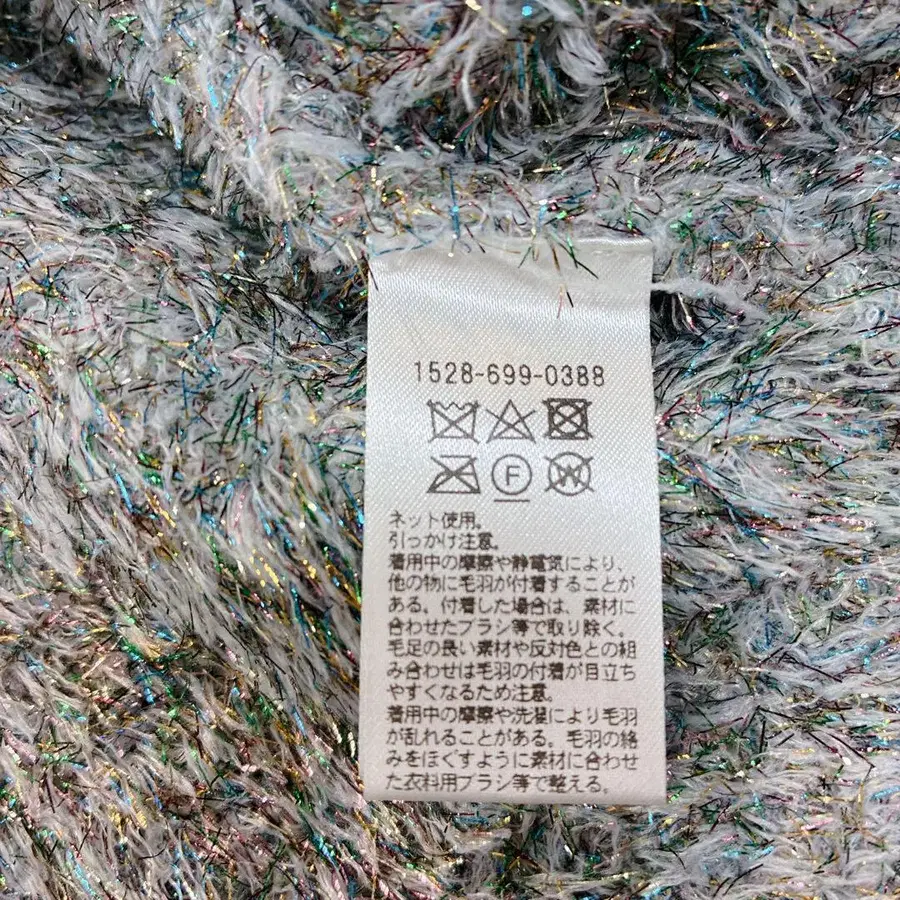 1528-699-0388
F W
ネット使用。
引っかけ注意。
着用中の摩擦や静電気により、
他の物に毛羽が付着することが
ある。付着した場合は、素材に
合わせたブラシ等で取り除く。
毛足の長い素材や反対色との組
み合わせは毛羽の付着が目立ち
やすくなるため注意。
着用中の摩擦や洗濯により毛羽
が乱れることがある。毛羽の絡
みをほぐすように素材に合わせ
た衣料用ブラシ等で整える。